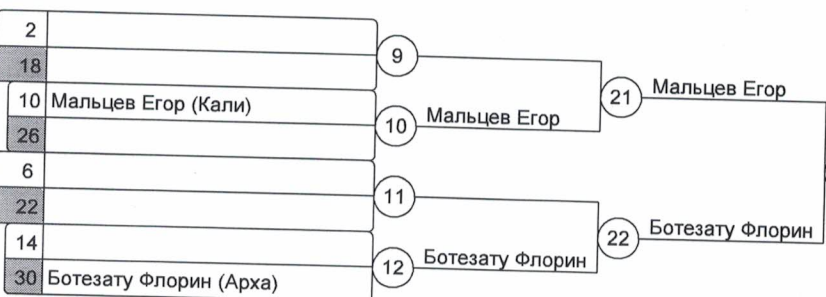 2
18
9
10 Мальцев Егор (Кали)
26
10 Мальцев Егор
21 Мальцев Егор
6
22
11
14
30 Ботезату Флорин (Арха)
12 Ботезату Флорин
22 Ботезату Флорин